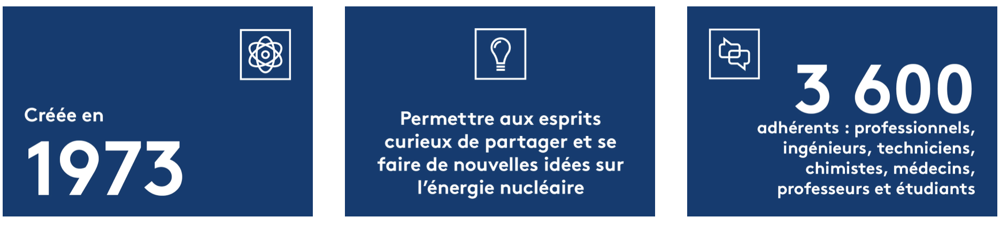 Créée en
1973
Permettre aux esprits
curieux de partager et se
faire de nouvelles idées sur
l’énergie nucléaire
3 600
adhérents : professionnels,
ingénieurs, techniciens,
chimistes, médecins,
professeurs et étudiants